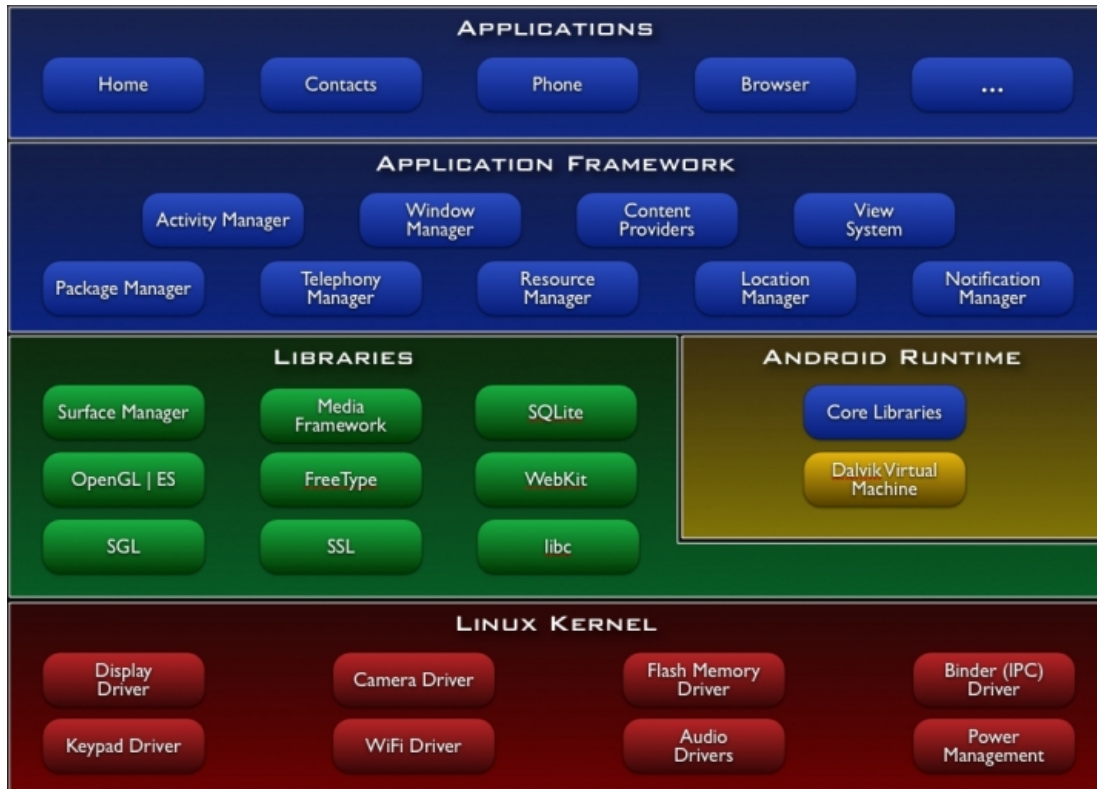 APPLICATIONS
Home
Contacts
Phone
Browser
...
APPLICATION FRAMEWORK
Activity Manager
Window
Manager
Content
Providers
View
System
Package Manager
Telephony
Manager
Resource
Manager
Location
Manager
Notification
Manager
LIBRARIES
Surface Manager
Media
Framework
SQLite
OpenGL | ES
FreeType
WebKit
SGL
SSL
libc
ANDROID RUNTIME
Core Libraries
Dalvik Virtual
Machine
LINUX KERNEL
Display
Driver
Camera Driver
Flash Memory
Driver
Binder (IPC)
Driver
Keypad Driver
WiFi Driver
Audio
Drivers
Power
Management